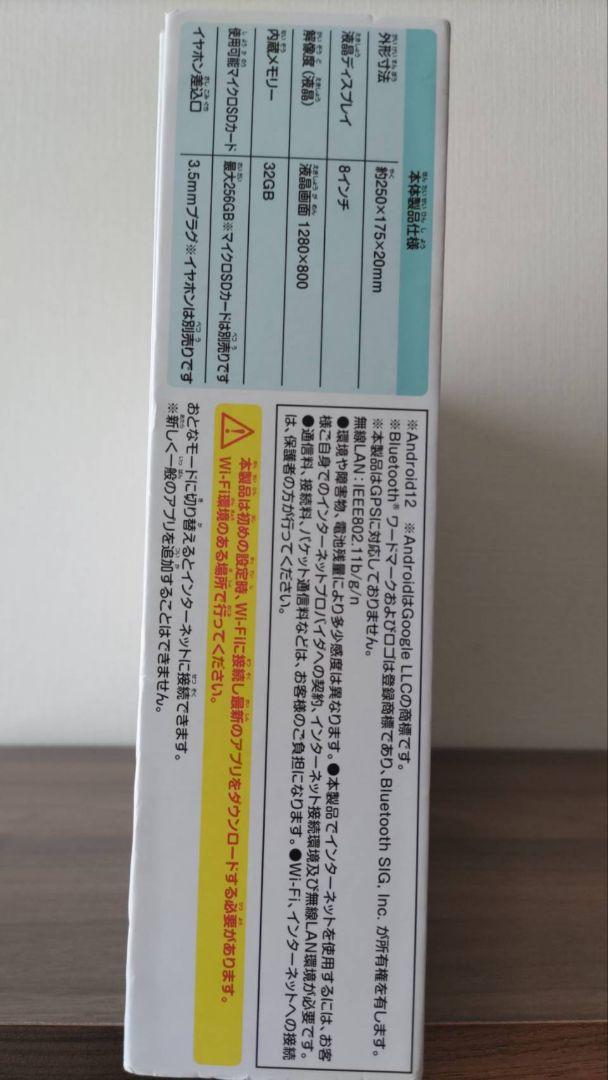 本体製品仕様
外形寸法 約250×175×20mm
液晶ディスプレイ 8インチ
解像度(液晶) 液晶画面 1280×800
内蔵メモリー 32GB
使用可能マイクロSDカード 最大256GB※マイクロSDカードは別売りです
イヤホン差込口 3.5mmプラグ※イヤホンは別売りです
※Android12 ※AndroidはGoogle LLCの商標です。
※Bluetooth® ワードマークおよびロゴは登録商標であり、Bluetooth SIG, Inc. が所有権を有します。
※本製品はGPSに対応しておりません。
無線LAN:IEEE802.11b/g/n
●環境や障害物、電池残量により多少感度は異なります。●本製品でインターネットを使用するには、お客
様ご自身でのインターネットプロバイダへの契約、インターネット接続環境及び無線LAN環境が必要です。
●通信料、接続料、パケット通信料などは、お客様のご負担になります。●Wi-Fi、インターネットへの接続
は、保護者の方が行ってください。
本製品は初めの設定時、Wi-Fiに接続し最新のアプリをダウンロードする必要があります。
Wi-Fi環境のある場所で行ってください。
おとなモードに切り替えるとインターネットに接続できます。
※新しく一般のアプリを追加することはできません。